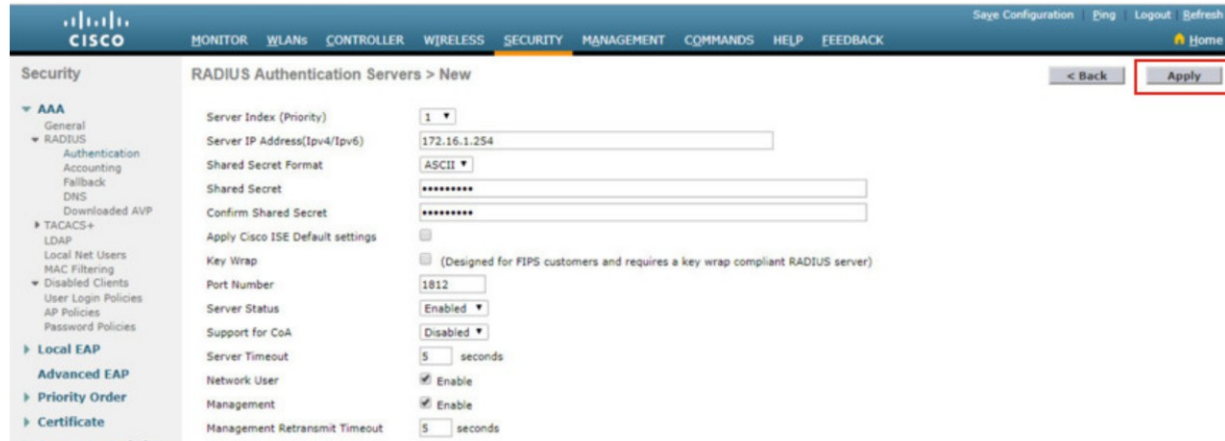 Save Configuration | Ping | Logout | Refresh
CISCO
MONITOR WLANs CONTROLLER WIRELESS SECURITY MANAGEMENT COMMANDS HELP FEEDBACK
Home
Security
RADIUS Authentication Servers > New
< Back
Apply
AAA
General
RADIUS
Authentication
Accounting
Fallback
DNS
Downloaded AVP
TACACS+
LDAP
Local Net Users
MAC Filtering
Disabled Clients
User Login Policies
AP Policies
Password Policies
Local EAP
Advanced EAP
Priority Order
Certificate
Server Index (Priority) 1
Server IP Address(Ipv4/Ipv6) 172.16.1.254
Shared Secret Format ASCII
Shared Secret •••••••••
Confirm Shared Secret •••••••••
Apply Cisco ISE Default settings
Key Wrap (Designed for FIPS customers and requires a key wrap compliant RADIUS server)
Port Number 1812
Server Status Enabled
Support for CoA Disabled
Server Timeout 5 seconds
Network User Enable
Management Enable
Management Retransmit Timeout 5 seconds